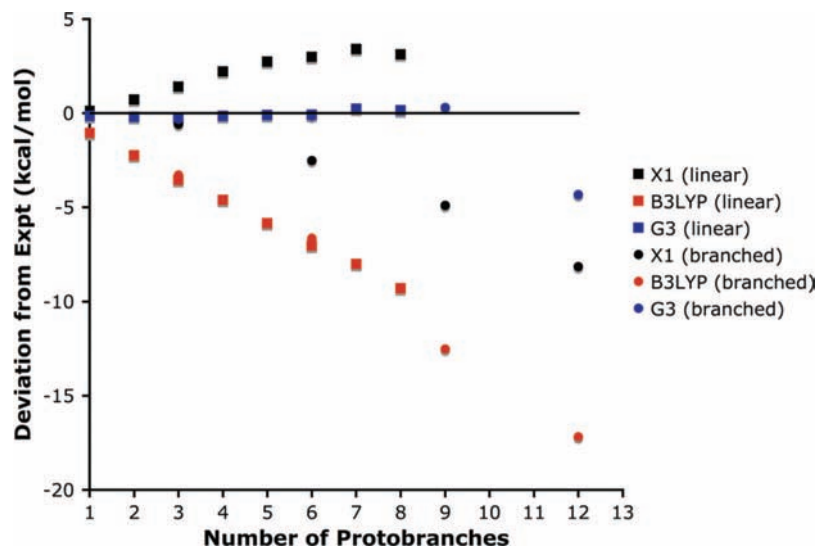 5
0
-5
-10
-15
-20
Deviation from Expt (kcal/mol)
1 2 3 4 5 6 7 8 9 10 11 12 13
Number of Protobranches
X1 (linear)
B3LYP (linear)
G3 (linear)
X1 (branched)
B3LYP (branched)
G3 (branched)